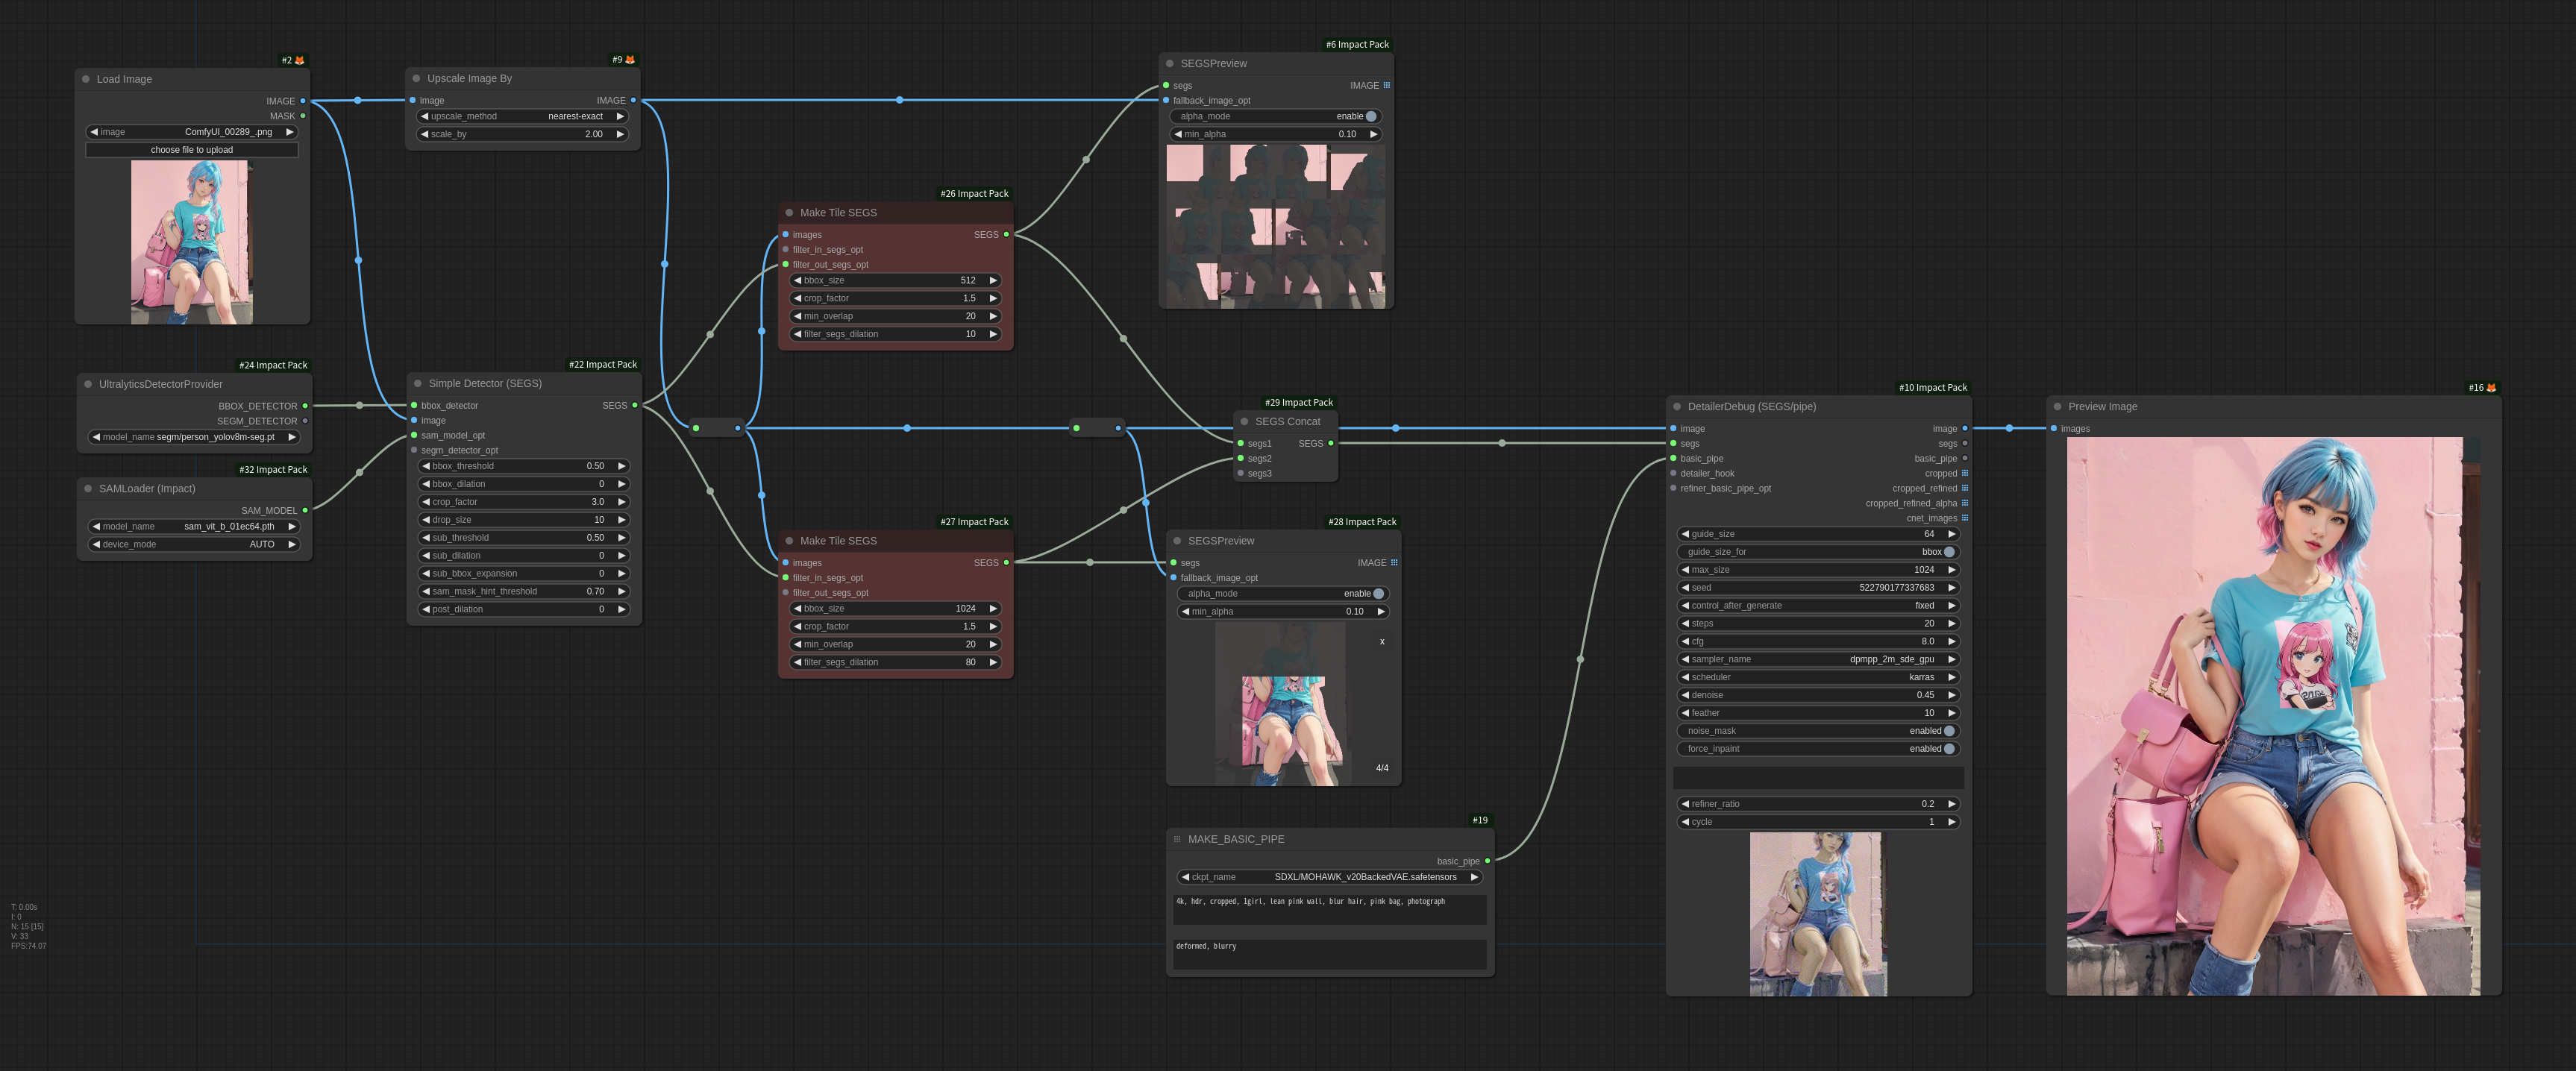 #2 🦊
Load Image
IMAGE
MASK
image ComfyUI_00289_.png
choose file to upload
#9 🦊
Upscale Image By
image IMAGE
upscale_method nearest-exact
scale_by 2.00
#6 Impact Pack
SEGSPreview
segs IMAGE
fallback_image_opt
alpha_mode enable
min_alpha 0.10
#26 Impact Pack
Make Tile SEGS
images SEGS
filter_in_segs_opt
filter_out_segs_opt
bbox_size 512
crop_factor 1.5
min_overlap 20
filter_segs_dilation 10
#24 Impact Pack
UltralyticsDetectorProvider
BBOX_DETECTOR
SEGM_DETECTOR
model_name segm/person_yolov8m-seg.pt
#32 Impact Pack
SAMLoader (Impact)
SAM_MODEL
model_name sam_vit_b_01ec64.pth
device_mode AUTO
#22 Impact Pack
Simple Detector (SEGS)
bbox_detector SEGS
image
sam_model_opt
segm_detector_opt
bbox_threshold 0.50
bbox_dilation 0
crop_factor 3.0
drop_size 10
sub_threshold 0.50
sub_dilation 0
sub_bbox_expansion 0
sam_mask_hint_threshold 0.70
post_dilation 0
#27 Impact Pack
Make Tile SEGS
images SEGS
filter_in_segs_opt
filter_out_segs_opt
bbox_size 1024
crop_factor 1.5
min_overlap 20
filter_segs_dilation 80
#29 Impact Pack
SEGS Concat
segs1 SEGS
segs2
segs3
#28 Impact Pack
SEGSPreview
segs IMAGE
fallback_image_opt
alpha_mode enable
min_alpha 0.10
x
4/4
#19
MAKE_BASIC_PIPE
basic_pipe
ckpt_name SDXL/MOHAWK_v20BackedVAE.safetensors
4k, hdr, cropped, 1girl, lean pink wall, blur hair, pink bag, photograph
deformed, blurry
#10 Impact Pack
DetailerDebug (SEGS/pipe)
image image
segs segs
basic_pipe basic_pipe
detailer_hook cropped
refiner_basic_pipe_opt cropped_refined
cropped_refined_alpha
cnet_images
guide_size 64
guide_size_for bbox
max_size 1024
seed 522790177337683
control_after_generate fixed
steps 20
cfg 8.0
sampler_name dpmpp_2m_sde_gpu
scheduler karras
denoise 0.45
feather 10
noise_mask enabled
force_inpaint enabled
refiner_ratio 0.2
cycle 1
#16 🦊
Preview Image
images
T: 0.00s
I: 0
N: 15 [15]
V: 33
FPS:74.07